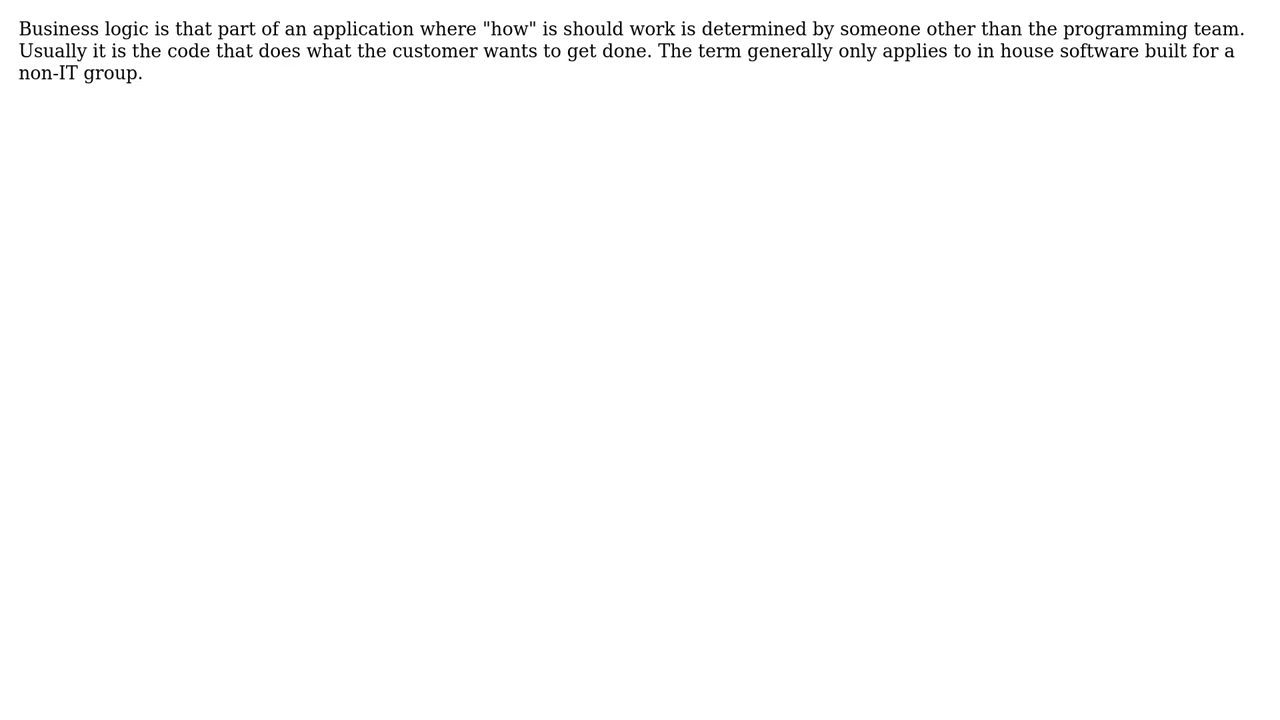 Business logic is that part of an application where "how" is should work is determined by someone other than the programming team.
Usually it is the code that does what the customer wants to get done. The term generally only applies to in house software built for a
non-IT group.